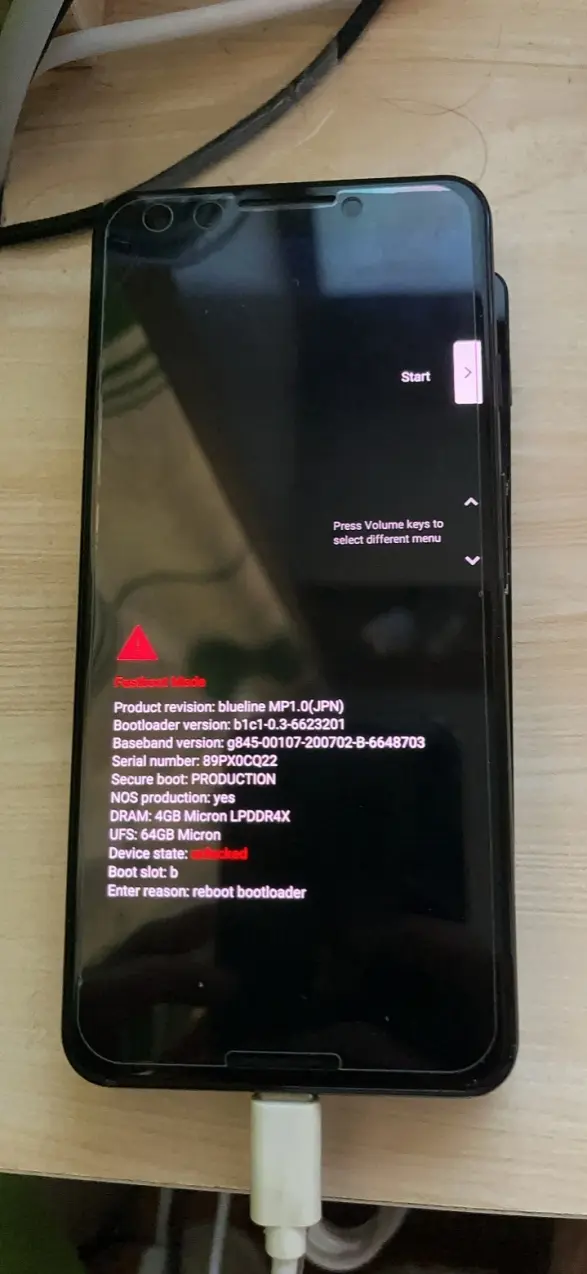 Start
Press Volume keys to
select different menu
Fastboot Mode
Product revision: blueline MP1.0(JPN)
Bootloader version: b1c1-0.3-6623201
Baseband version: g845-00107-200702-B-6648703
Serial number: 89PX0CQ22
Secure boot: PRODUCTION
NOS production: yes
DRAM: 4GB Micron LPDDR4X
UFS: 64GB Micron
Device state: unlocked
Boot slot: b
Enter reason: reboot bootloader